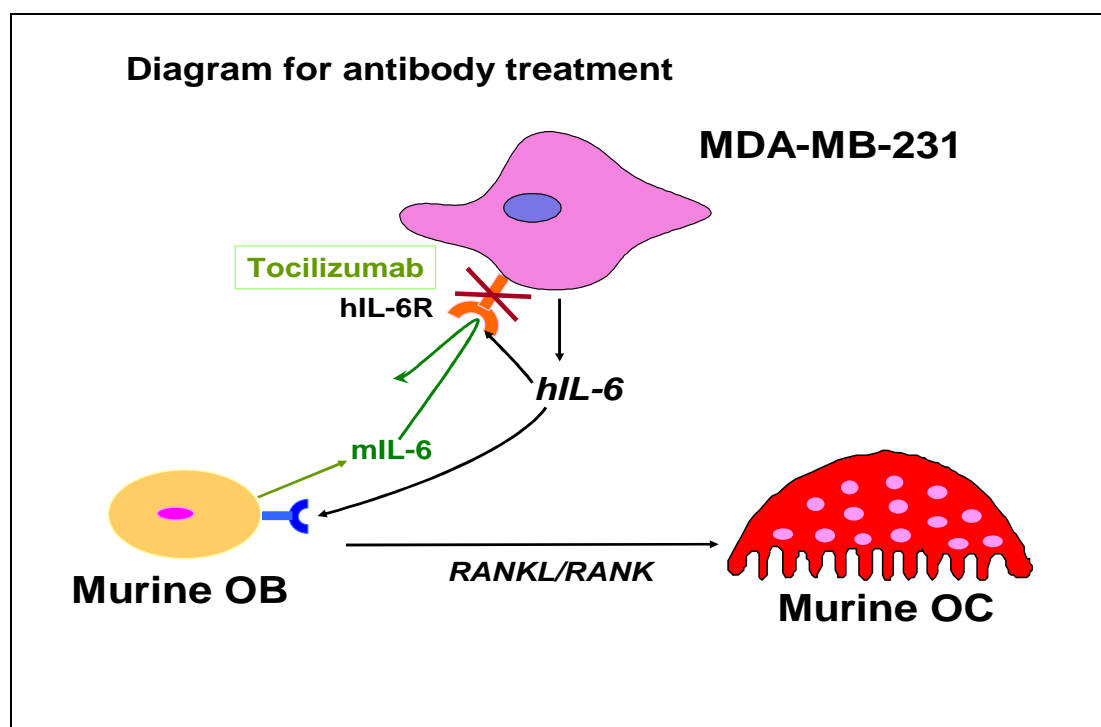 Diagram for antibody treatment
MDA-MB-231
Tocilizumab
hIL-6R
hIL-6
mIL-6
RANKL/RANK
Murine OB
Murine OC